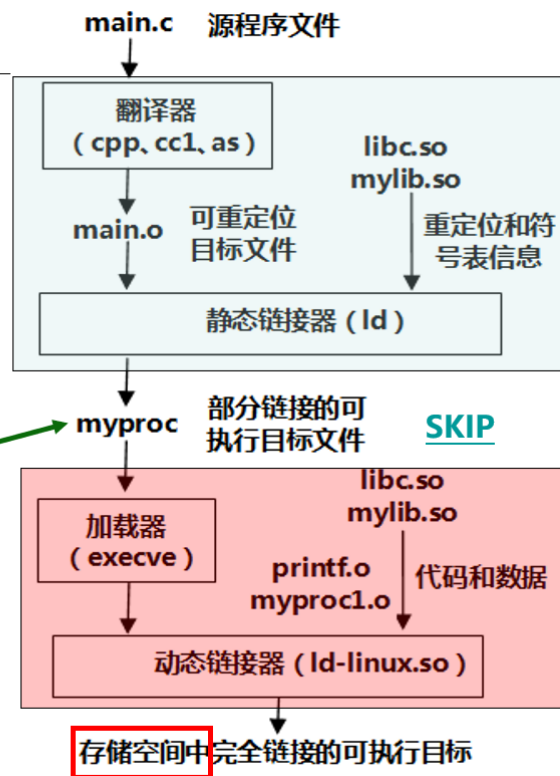 main.c 源程序文件
翻译器
（cpp、cc1、as）
libc.so
mylib.so
main.o
可重定位
目标文件
重定位和符
号表信息
静态链接器（ld）
myproc
部分链接的可
执行目标文件
SKIP
libc.so
mylib.so
加载器
（execve）
printf.o
myproc1.o
代码和数据
动态链接器（ld-linux.so）
存储空间中完全链接的可执行目标